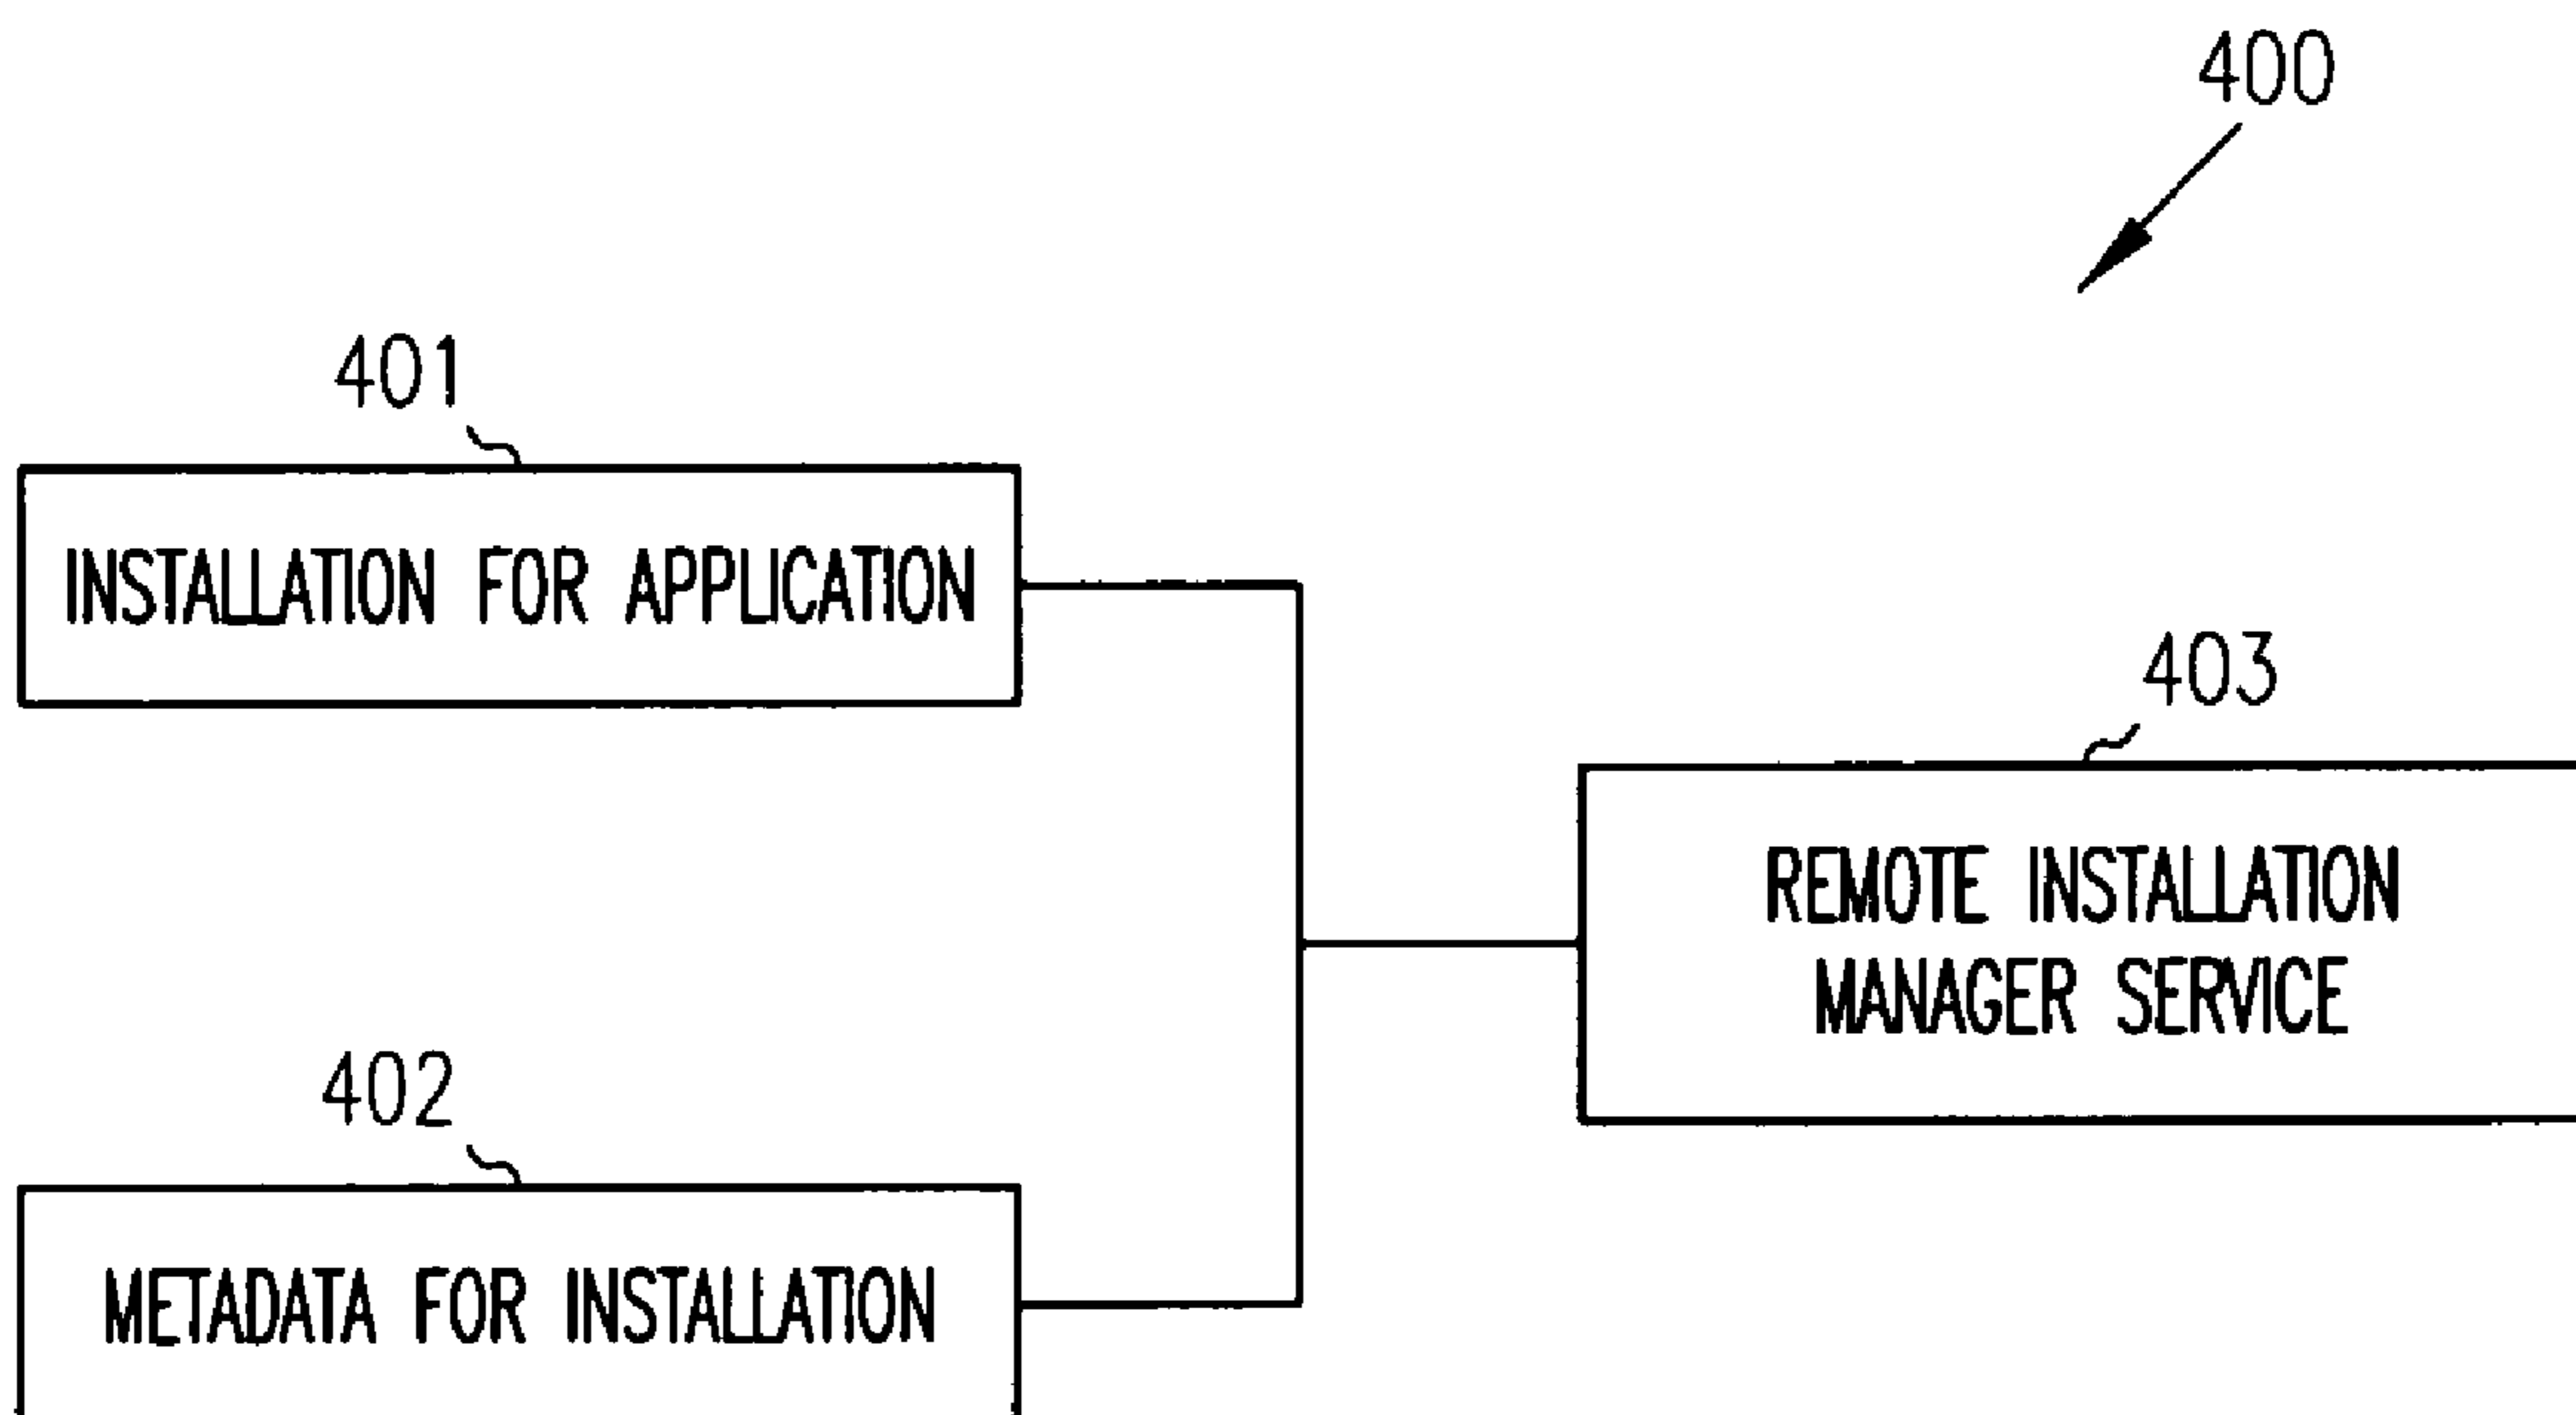 400
401
INSTALLATION FOR APPLICATION
403
REMOTE INSTALLATION
MANAGER SERVICE
402
METADATA FOR INSTALLATION